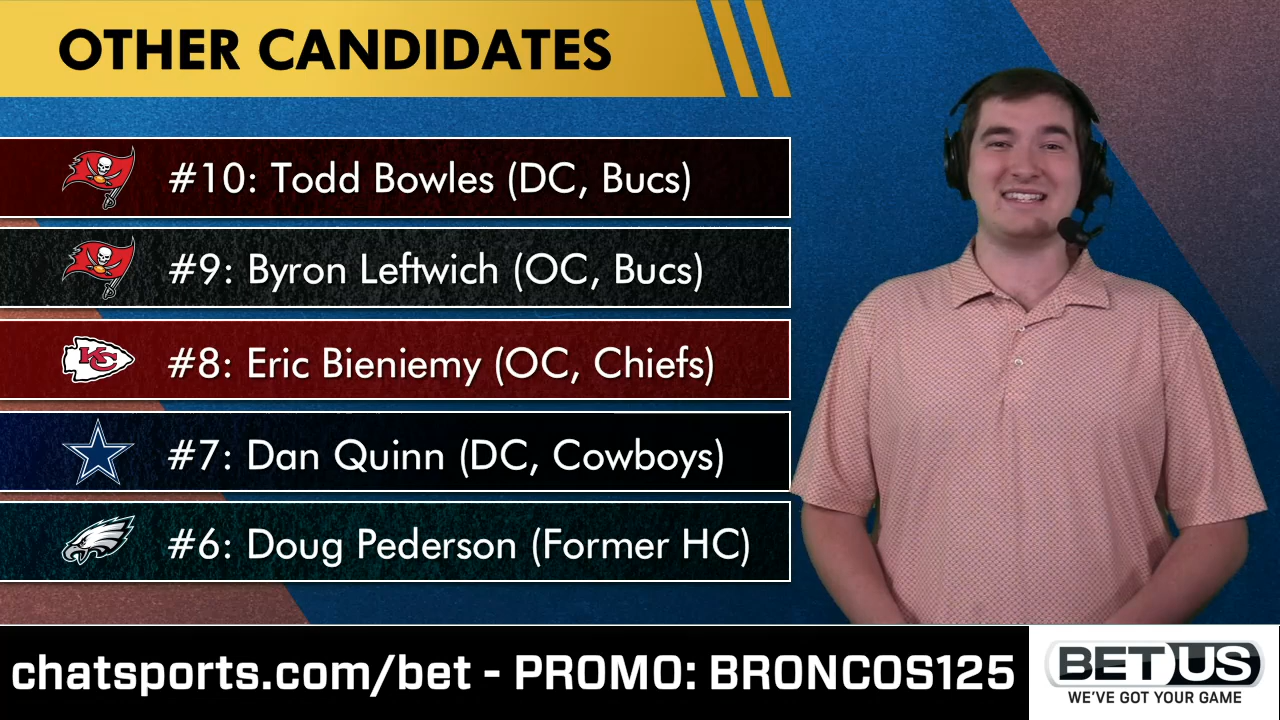 OTHER CANDIDATES
#10: Todd Bowles (DC, Bucs)
#9: Byron Leftwich (OC, Bucs)
KC
#8: Eric Bieniemy (OC, Chiefs)
#7: Dan Quinn (DC, Cowboys)
#6: Doug Pederson (Former HC)
chatsports.com/bet - PROMO: BRONCOS125
BETUS
WE'VE GOT YOUR GAME